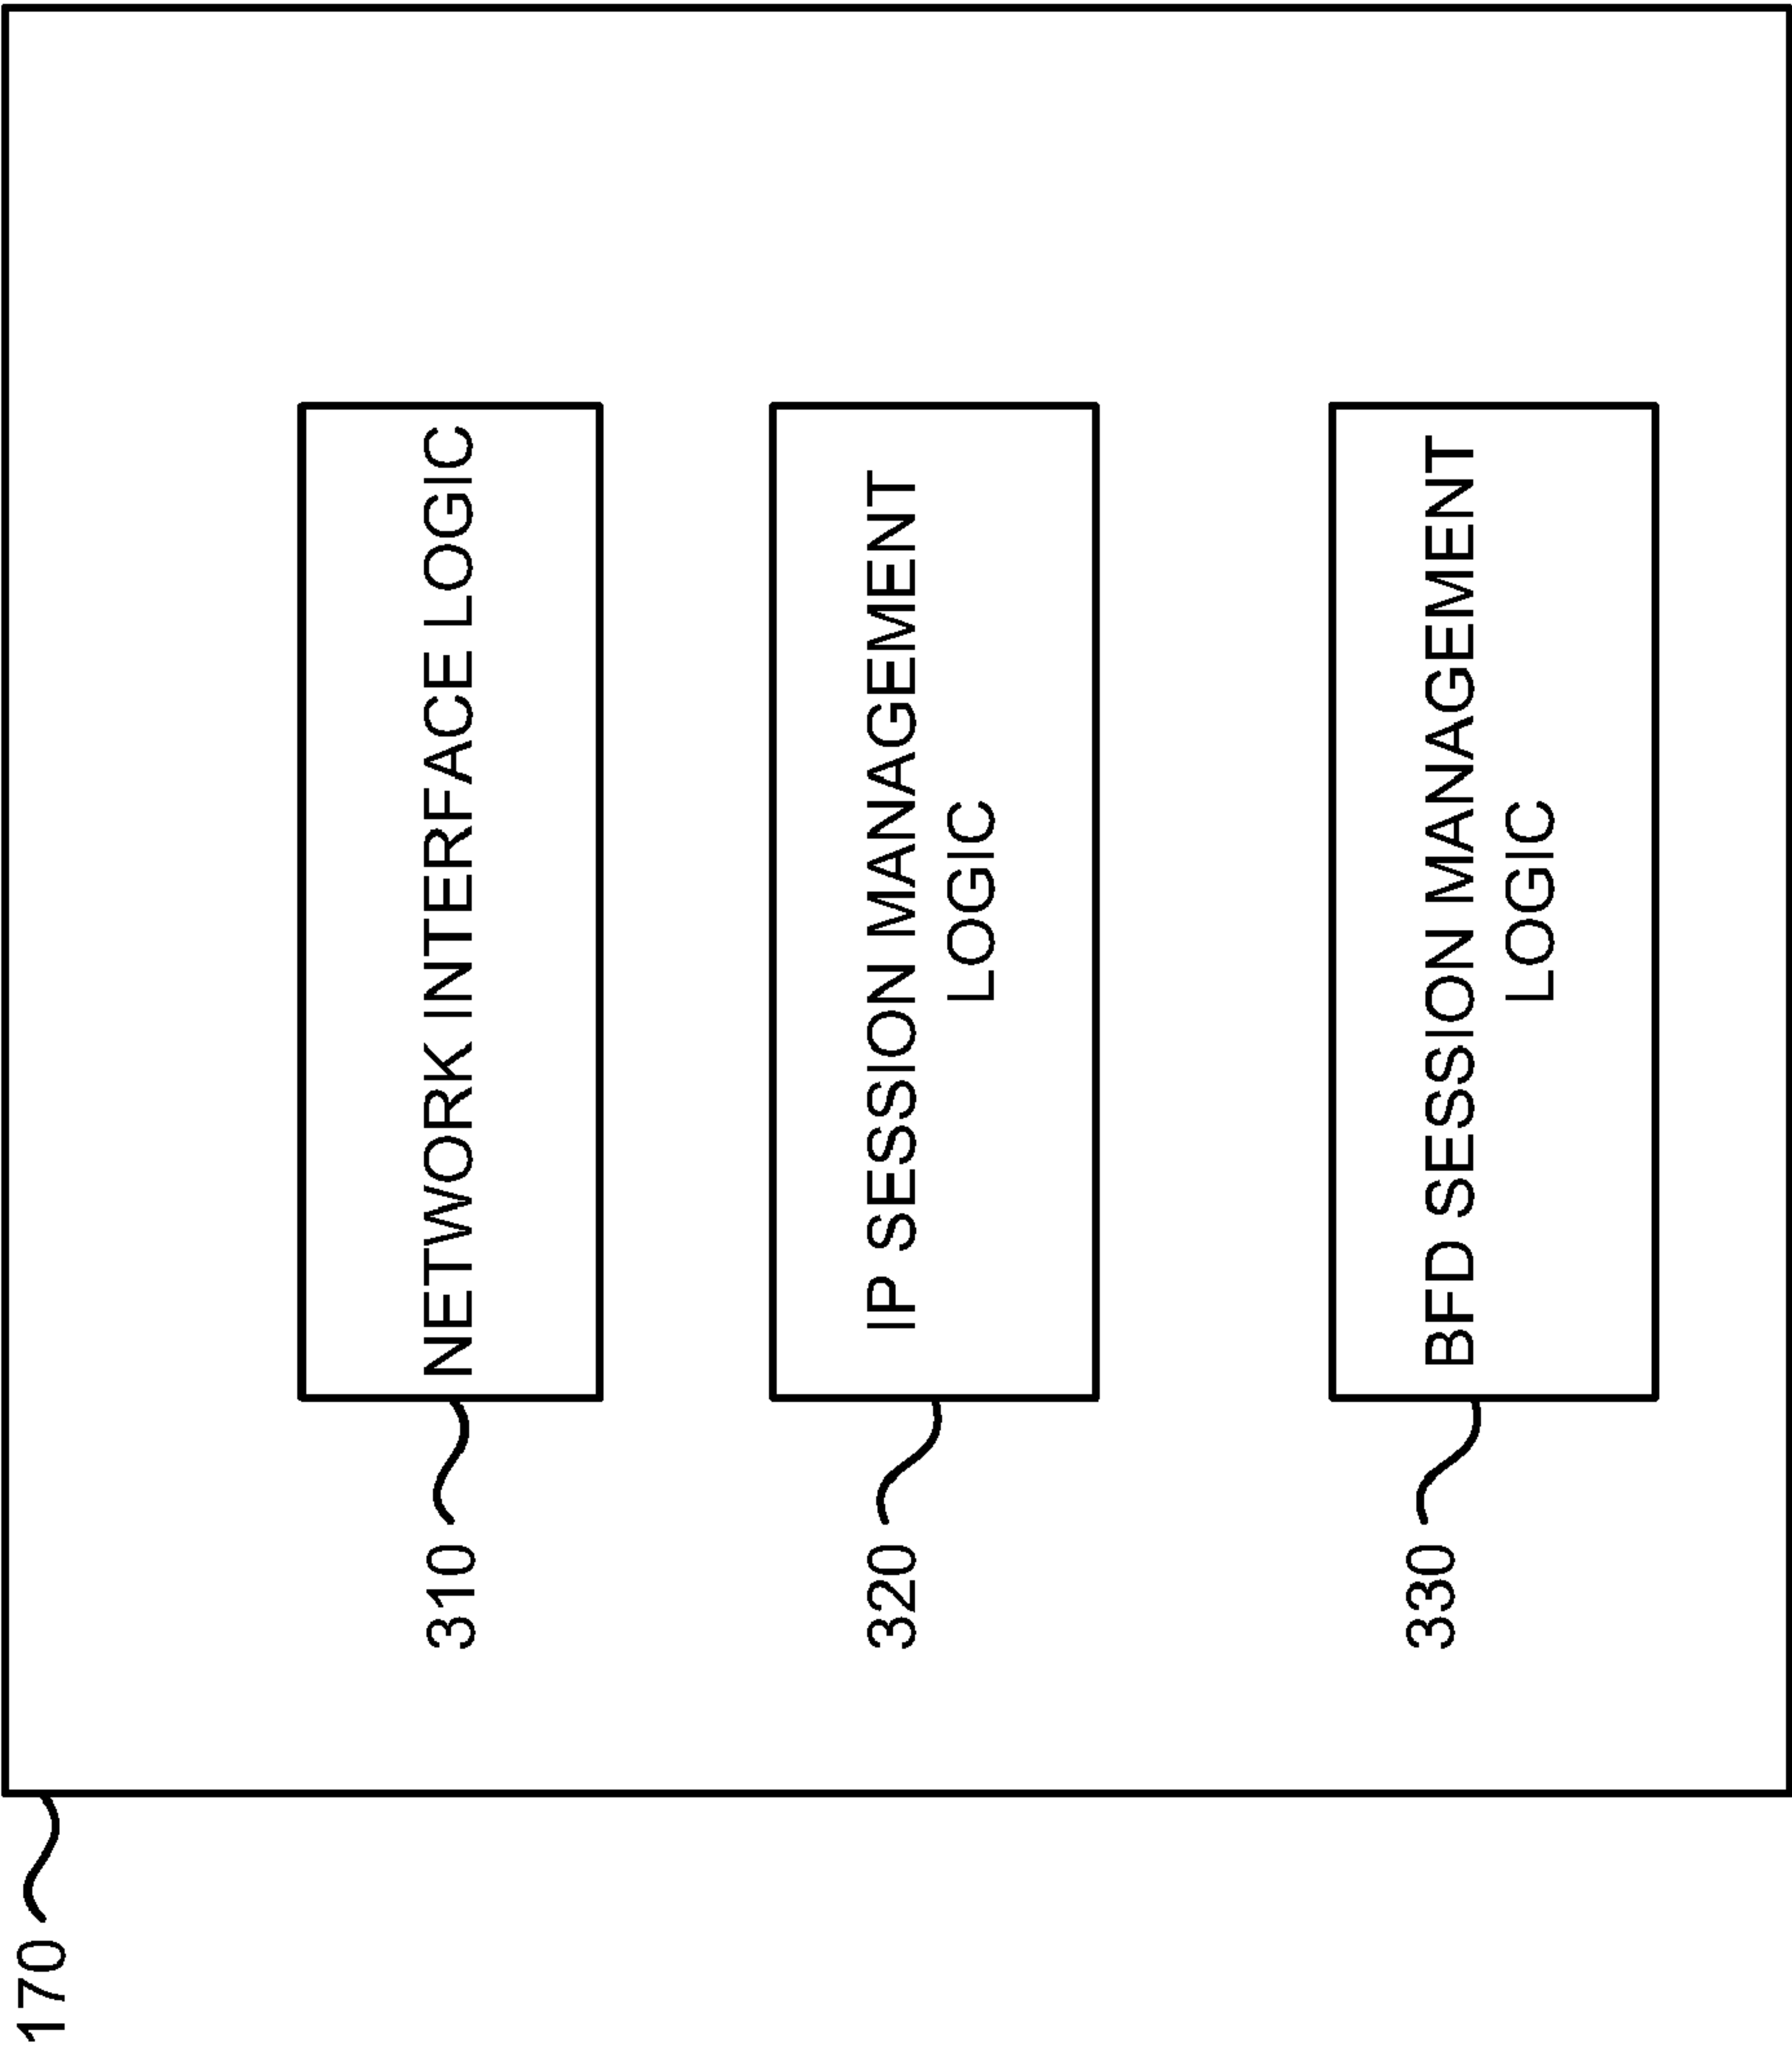 170
310
NETWORK INTERFACE LOGIC
320
IP SESSION MANAGEMENT
LOGIC
330
BFD SESSION MANAGEMENT
LOGIC